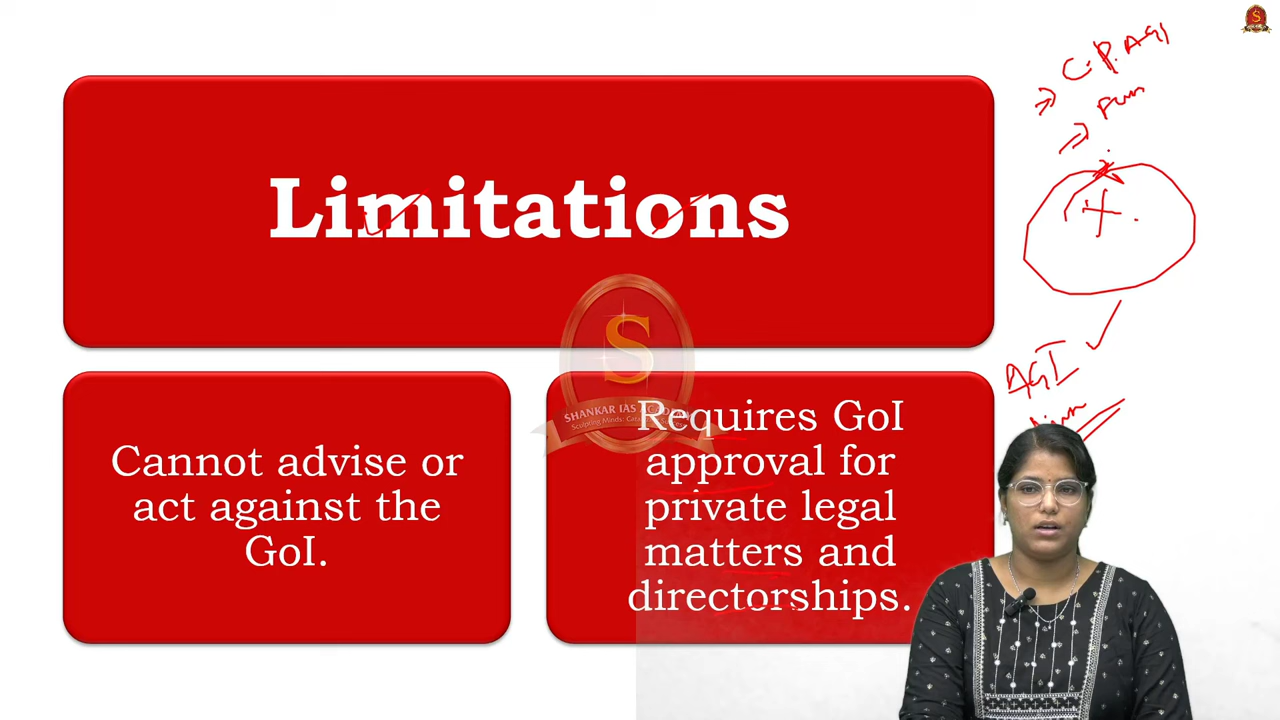 Limitations
Cannot advise or
act against the
GoI.
Requires GoI
approval for
private legal
matters and
directorships.
S
SHANKAR IAS ACADEMY
C.P. AGI
AGI
S